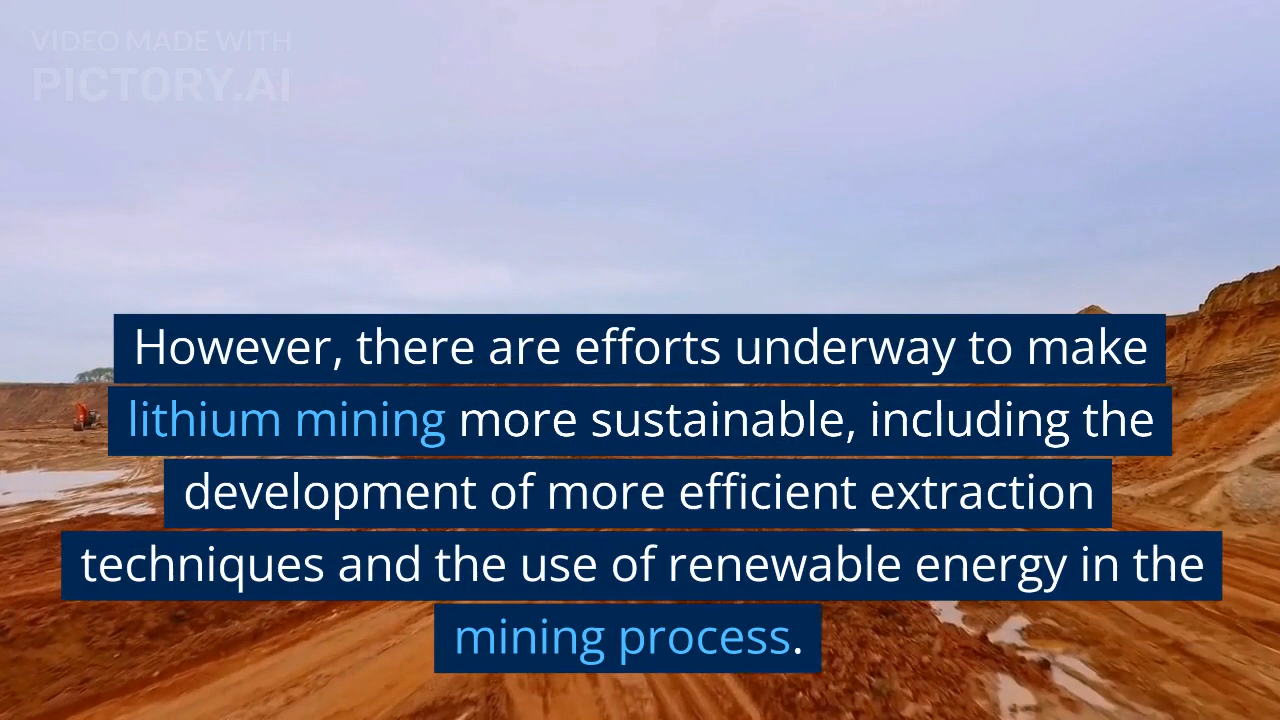 VIDEO MADE WITH
PICTORY.AI
However, there are efforts underway to make
lithium mining more sustainable, including the
development of more efficient extraction
techniques and the use of renewable energy in the
mining process.